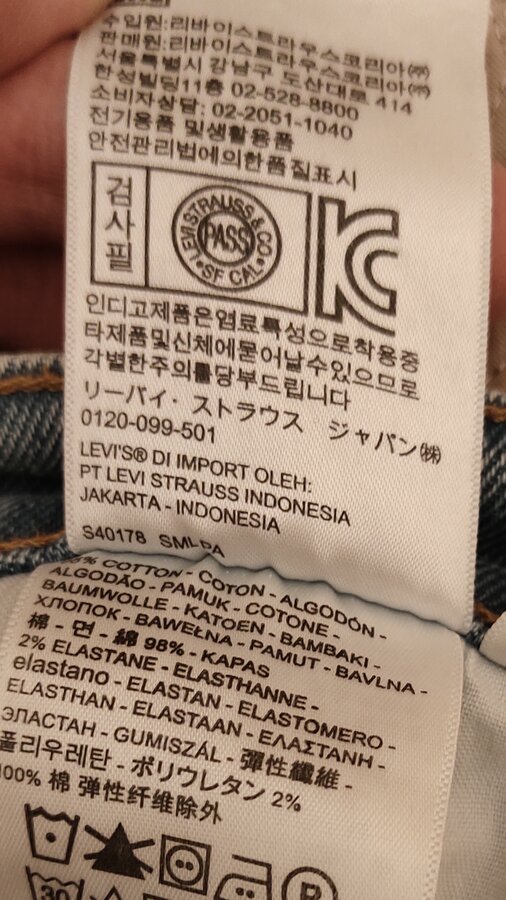 수입원:리바이스트라우스코리아㈜
판매원:리바이스트라우스코리아㈜
서울특별시 강남구 도산대로 414
한성빌딩11층 02-528-8800
소비자상담: 02-2051-1040
전기용품 및생활용품
안전관리법에의한품질표시
검사필
LEVI STRAUSS & CO
PASS
SF CAL
KC
인디고제품은염료특성으로착용중
타제품및신체에묻어날수있으므로
각별한주의를당부드립니다
リーバイ・ストラウス ジャパン㈱
0120-099-501
LEVI'S® DI IMPORT OLEH:
PT LEVI STRAUSS INDONESIA
JAKARTA - INDONESIA
S40178 SMLPA
COTTON - COTON - ALGODÓN -
ALGODÃO - PAMUK - COTONE -
BAUMWOLLE - KATOEN - BAMBAKI -
ХЛОПОК - BAWEŁNA - PAMUT - BAVLNA -
棉 - 면 - 綿 98% - KAPAS
2% ELASTANE - ELASTHANNE -
elastano - ELASTAN - ELASTOMERO -
ELASTHAN - ELASTAAN - ΕΛΑΣΤΑΝΗ -
ЭЛАСТАН - GUMISZÁL - 彈性纖維 -
폴리우레탄 - ポリウレタン 2%
100% 棉 弹性纤维除外
P
30